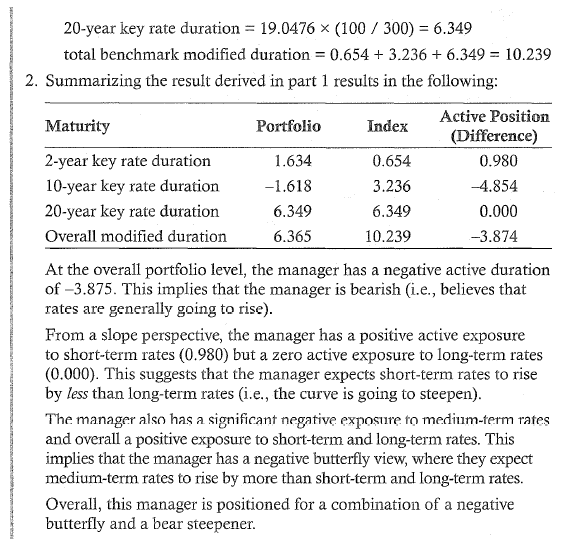 20-year key rate duration = 19.0476 × (100 / 300) = 6.349
total benchmark modified duration = 0.654 + 3.236 + 6.349 = 10.239
2. Summarizing the result derived in part 1 results in the following:
Maturity Portfolio Index Active Position (Difference)
2-year key rate duration 1.634 0.654 0.980
10-year key rate duration −1.618 3.236 −4.854
20-year key rate duration 6.349 6.349 0.000
Overall modified duration 6.365 10.239 −3.874
At the overall portfolio level, the manager has a negative active duration
of −3.875. This implies that the manager is bearish (i.e., believes that
rates are generally going to rise).
From a slope perspective, the manager has a positive active exposure
to short-term rates (0.980) but a zero active exposure to long-term rates
(0.000). This suggests that the manager expects short-term rates to rise
by less than long-term rates (i.e., the curve is going to steepen).
The manager also has a significant negative exposure to medium-term rates
and overall a positive exposure to short-term and long-term rates. This
implies that the manager has a negative butterfly view, where they expect
medium-term rates to rise by more than short-term and long-term rates.
Overall, this manager is positioned for a combination of a negative
butterfly and a bear steepener.